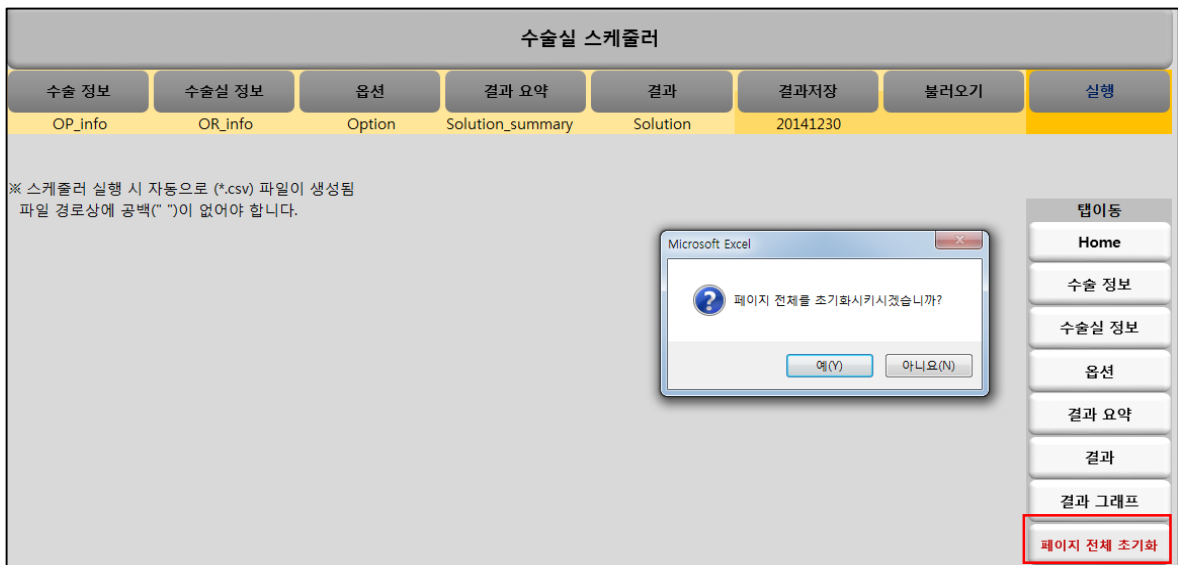 수술실 스케줄러
수술 정보 수술실 정보 옵션 결과 요약 결과 결과저장 불러오기 실행
OP_info OR_info Option Solution_summary Solution 20141230
※ 스케줄러 실행 시 자동으로 (*.csv) 파일이 생성됨
파일 경로상에 공백(" ")이 없어야 합니다.
탭이동
Home
수술 정보
수술실 정보
옵션
결과 요약
결과
결과 그래프
페이지 전체 초기화
Microsoft Excel
페이지 전체를 초기화시키시겠습니까?
예(Y) 아니요(N)